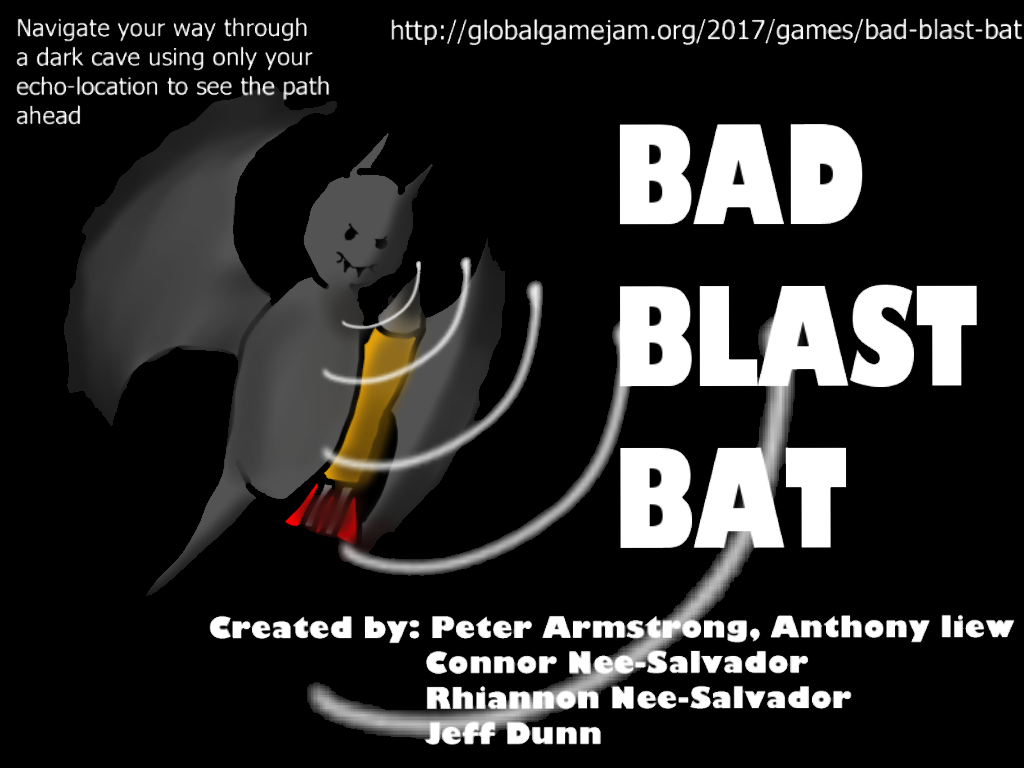 Navigate your way through
a dark cave using only your
echo-location to see the path
ahead
http://globalgamejam.org/2017/games/bad-blast-bat
BAD
BLAST
BAT
Created by: Peter Armstrong, Anthony liew
Connor Nee-Salvador
Rhiannon Nee-Salvador
Jeff Dunn